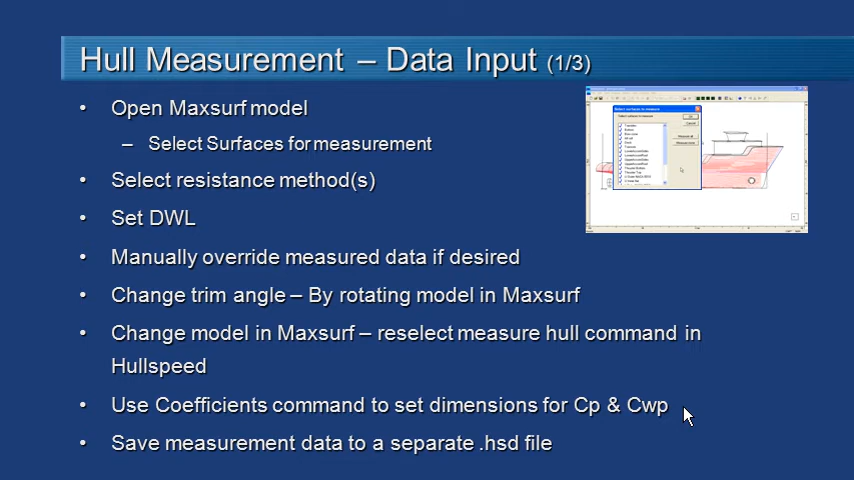 Hull Measurement – Data Input (1/3)
• Open Maxsurf model
– Select Surfaces for measurement
• Select resistance method(s)
• Set DWL
• Manually override measured data if desired
• Change trim angle – By rotating model in Maxsurf
• Change model in Maxsurf – reselect measure hull command in
Hullspeed
• Use Coefficients command to set dimensions for Cp & Cwp
• Save measurement data to a separate .hsd file